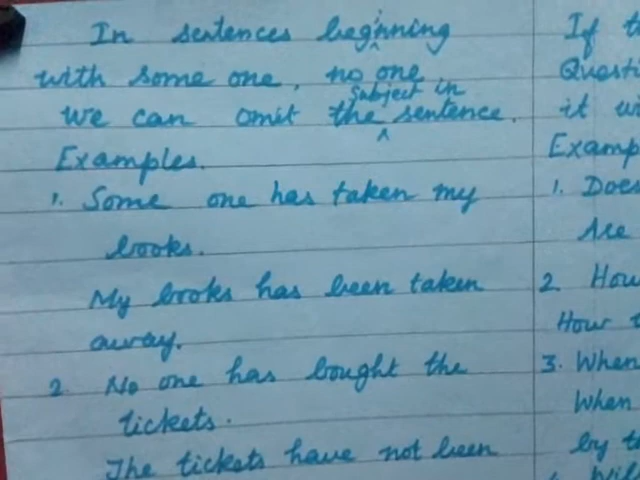 In sentences beginning
with some one, no one
we can omit the subject in sentence.
Examples.
1. Some one has taken my
books.
My books has been taken
away.
2. No one has bought the
tickets.
The tickets have not been
If
Questi
it
Examp
1. Does
Are
2. How
How
3. When
When
by